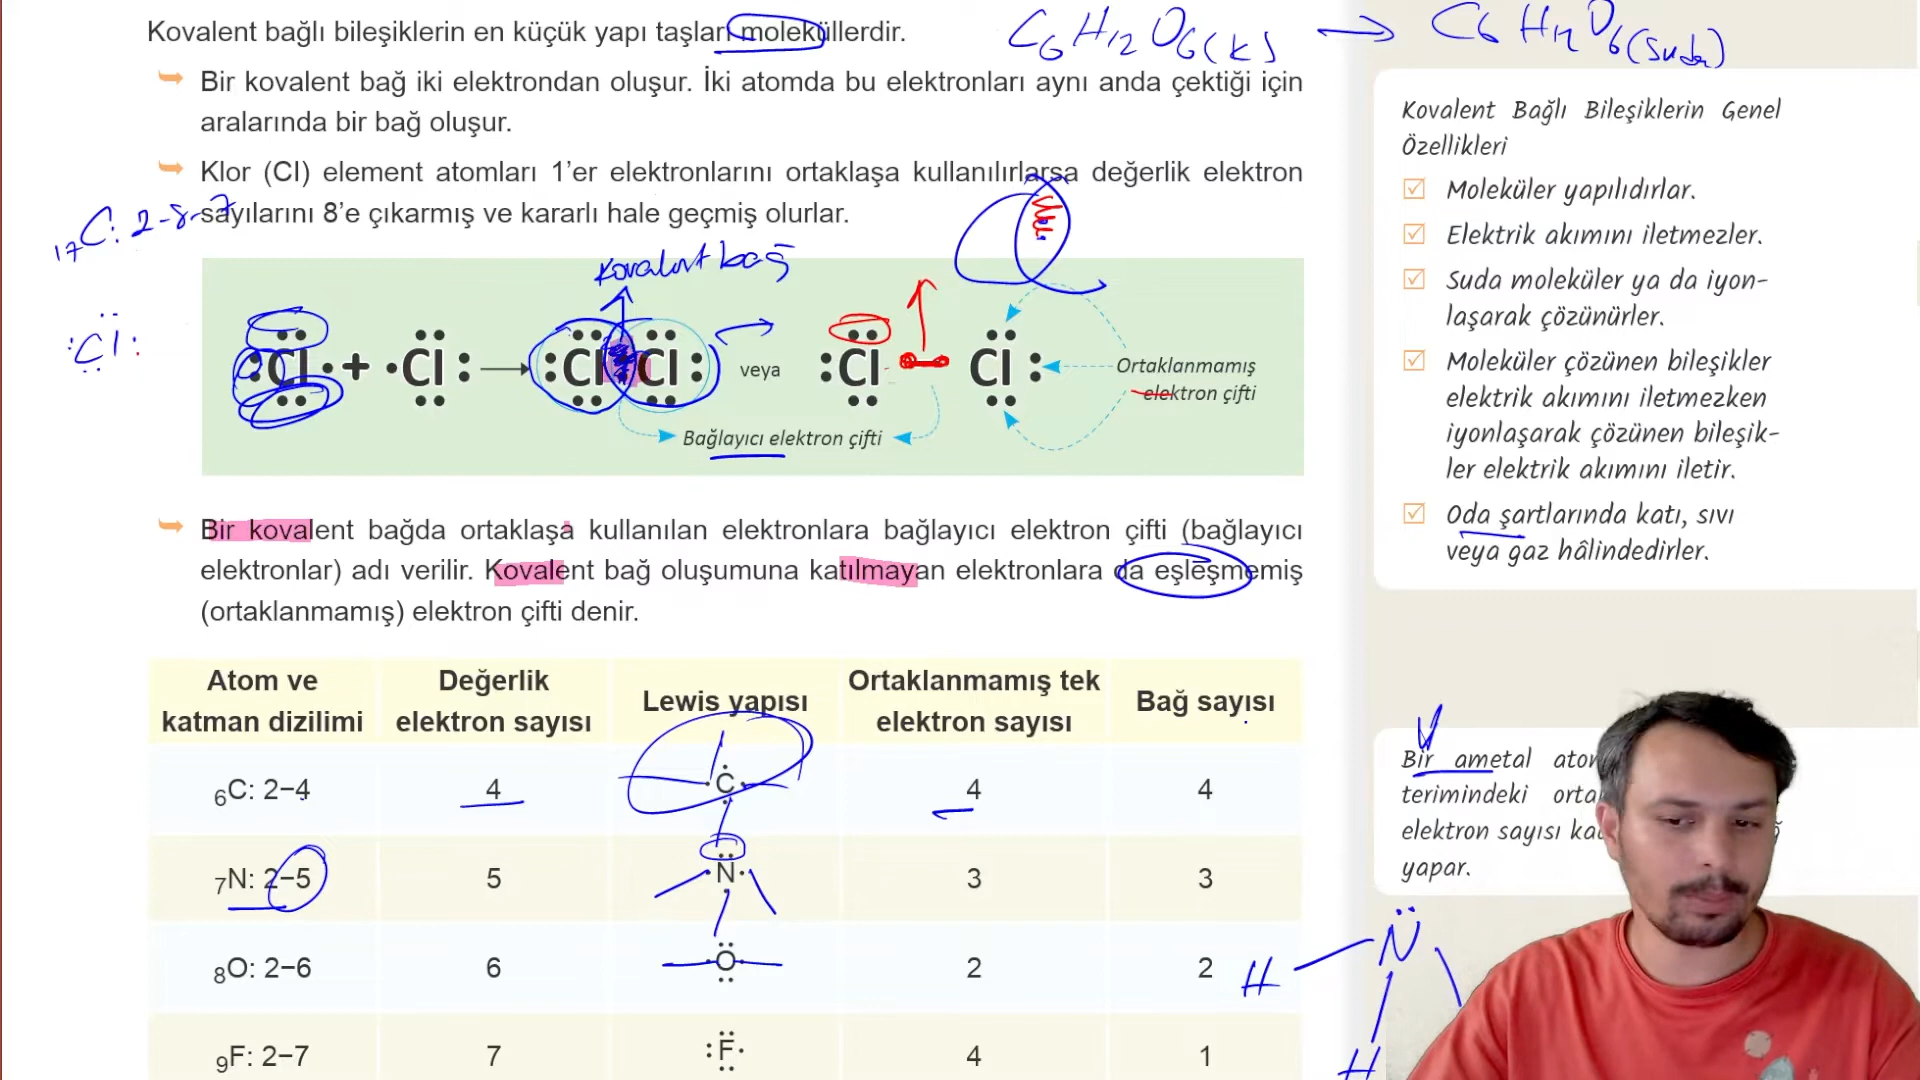 Kovalent bağlı bileşiklerin en küçük yapı taşları moleküllerdir.
C6H12O6(k) → C6H12O6(suda)
Bir kovalent bağ iki elektrondan oluşur. İki atomda bu elektronları aynı anda çektiği için
aralarında bir bağ oluşur.
Klor (Cl) element atomları 1'er elektronlarını ortaklaşa kullanılırlarsa değerlik elektron
sayılarını 8'e çıkarmış ve kararlı hale geçmiş olurlar.
17Cl: 2-8-7
Kovalent bağ
Cl
Cl + Cl → Cl Cl veya Cl Cl
Ortaklanmamış
elektron çifti
Bağlayıcı elektron çifti
Bir kovalent bağda ortaklaşa kullanılan elektronlara bağlayıcı elektron çifti (bağlayıcı
elektronlar) adı verilir. Kovalent bağ oluşumuna katılmayan elektronlara da eşleşmemiş
(ortaklanmamış) elektron çifti denir.
Atom ve katman dizilimi Değerlik elektron sayısı Lewis yapısı Ortaklanmamış tek elektron sayısı Bağ sayısı
6C: 2–4 4 C 4 4
7N: 2–5 5 N 3 3
8O: 2–6 6 O 2 2
9F: 2–7 7 F 4 1
Kovalent Bağlı Bileşiklerin Genel
Özellikleri
☑ Moleküler yapılıdırlar.
☑ Elektrik akımını iletmezler.
☑ Suda moleküler ya da iyon-
laşarak çözünürler.
☑ Moleküler çözünen bileşikler
elektrik akımını iletmezken
iyonlaşarak çözünen bileşik-
ler elektrik akımını iletir.
☑ Oda şartlarında katı, sıvı
veya gaz hâlindedirler.
Bir ametal
terimindeki
elektron sayısı
yapar.
N
H
H